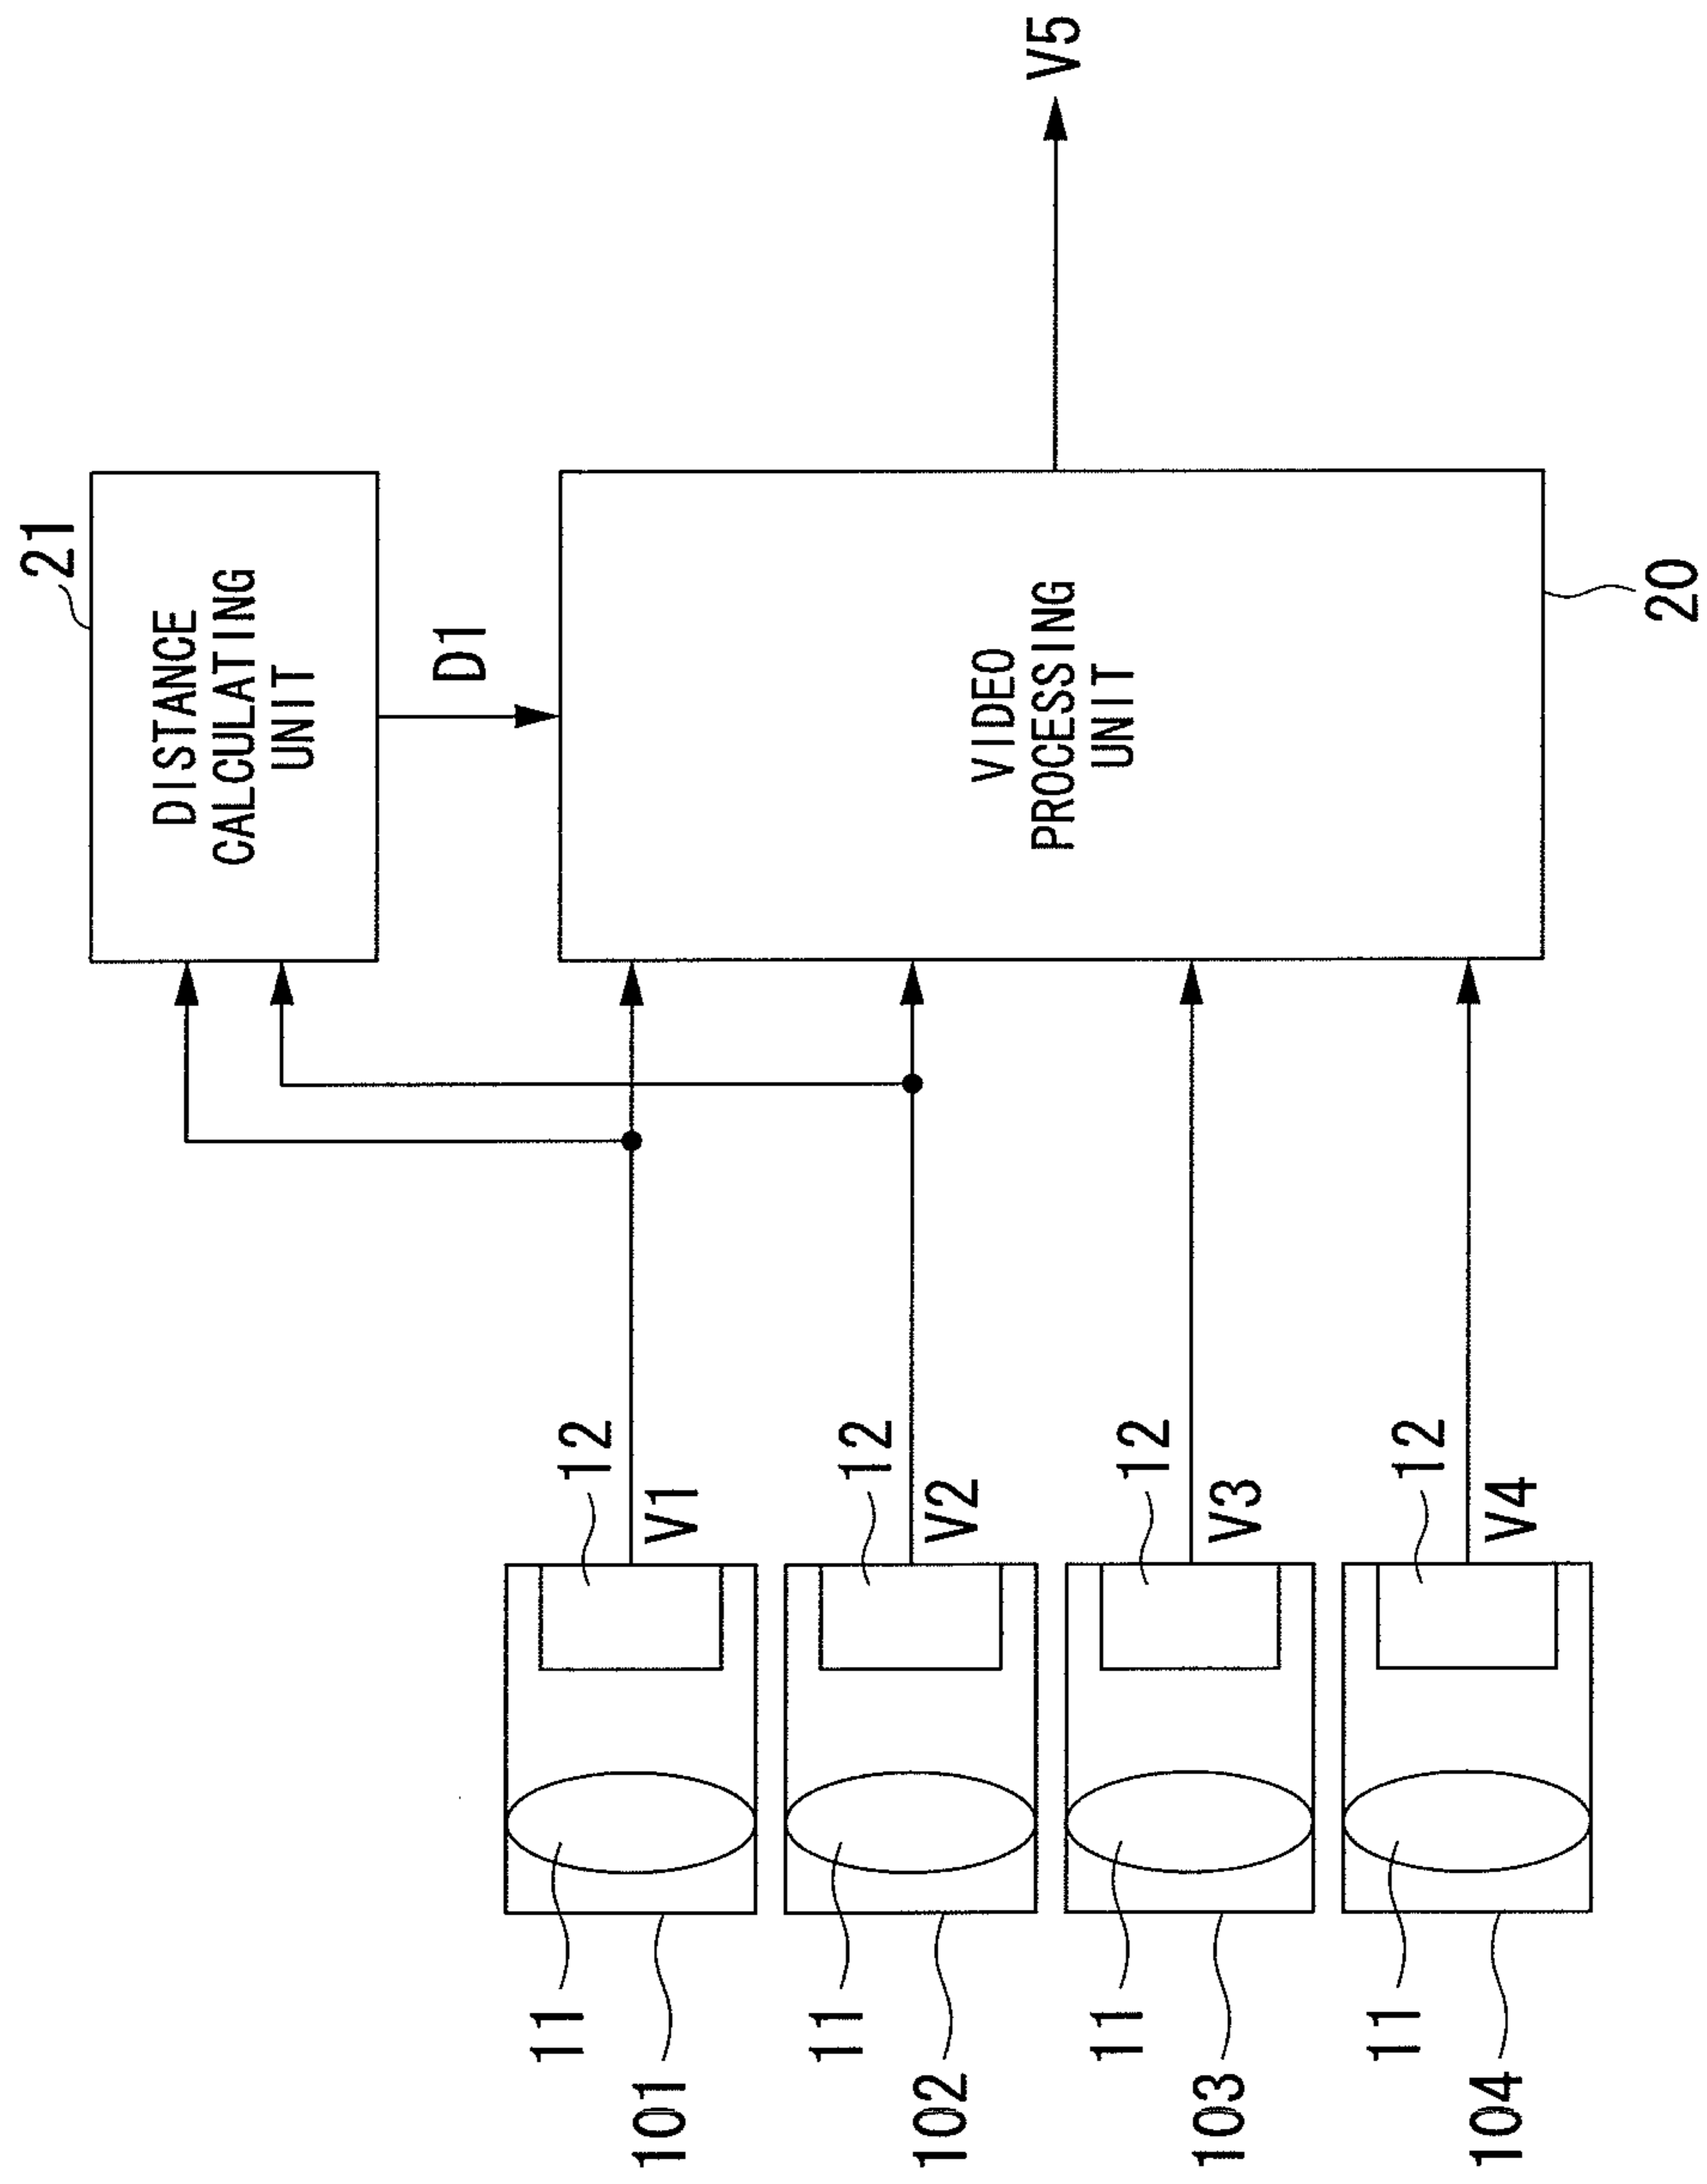 21
DISTANCE
CALCULATING
UNIT
D1
11
12
101
V1
11
12
102
V2
VIDEO
PROCESSING
UNIT
V5
11
12
103
V3
11
12
104
V4
20